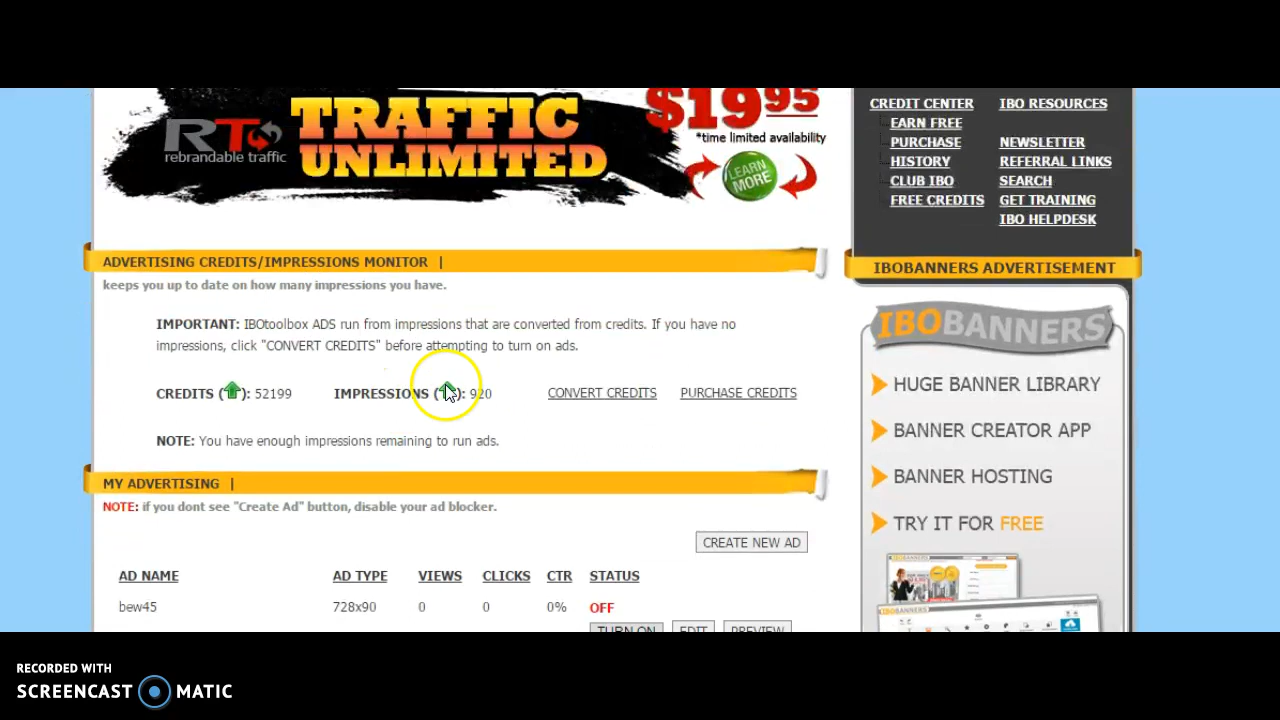 RT
rebrandable traffic
TRAFFIC
UNLIMITED
$19.95
*time limited availability
LEARN
MORE
CREDIT CENTER
EARN FREE
PURCHASE
HISTORY
CLUB IBO
FREE CREDITS
IBO RESOURCES
NEWSLETTER
REFERRAL LINKS
SEARCH
GET TRAINING
IBO HELPDESK
ADVERTISING CREDITS/IMPRESSIONS MONITOR |
keeps you up to date on how many impressions you have.
IMPORTANT: IBOtoolbox ADS run from impressions that are converted from credits. If you have no
impressions, click "CONVERT CREDITS" before attempting to turn on ads.
CREDITS ( ): 52199 IMPRESSIONS ( ): 920 CONVERT CREDITS PURCHASE CREDITS
NOTE: You have enough impressions remaining to run ads.
MY ADVERTISING |
NOTE: if you dont see "Create Ad" button, disable your ad blocker.
CREATE NEW AD
AD NAME AD TYPE VIEWS CLICKS CTR STATUS
bew45 728x90 0 0 0% OFF
TURN ON EDIT PREVIEW
IBOBANNERS ADVERTISEMENT
IBOBANNERS
HUGE BANNER LIBRARY
BANNER CREATOR APP
BANNER HOSTING
TRY IT FOR FREE
RECORDED WITH
SCREENCAST MATIC